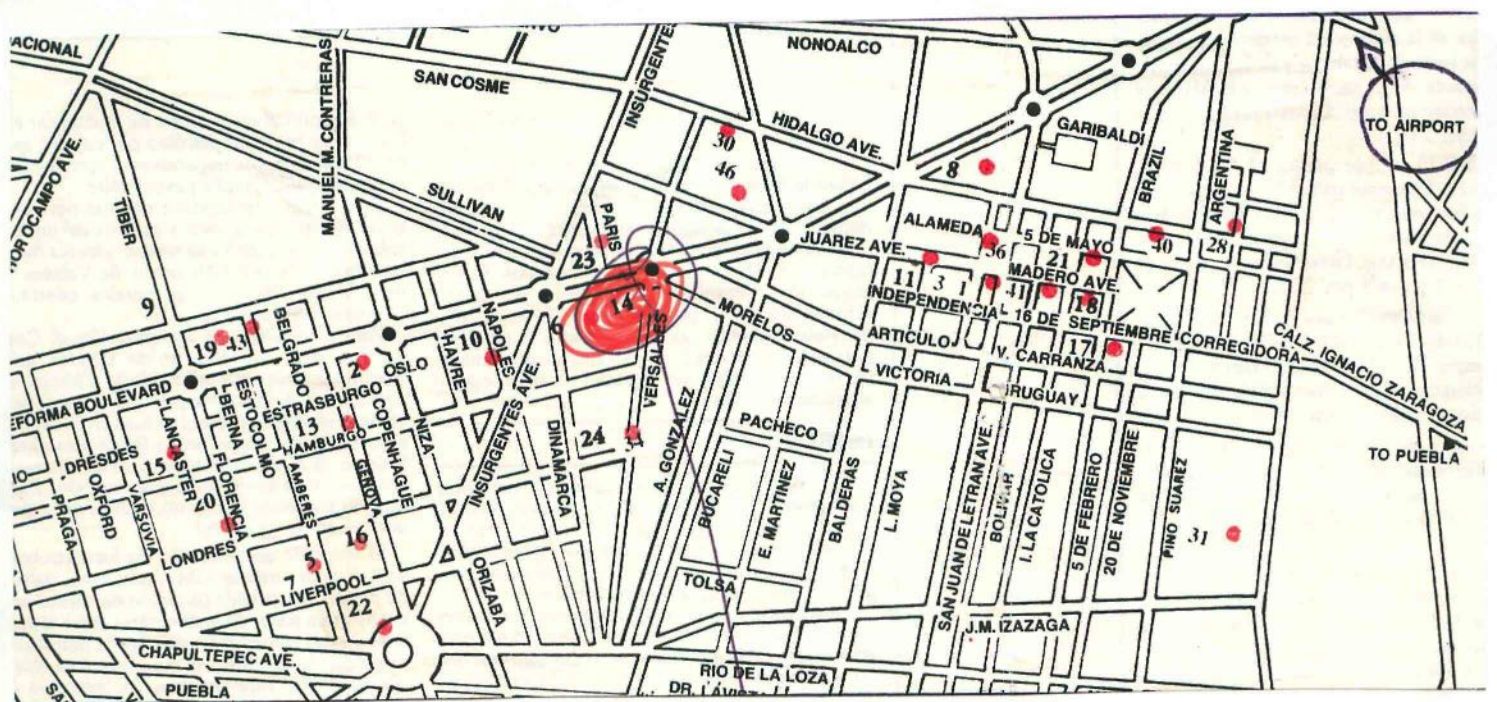 NONOALCO
ACIONAL
SAN COSME
MANUEL M. CONTRERAS
INSURGENTES
HIDALGO AVE.
GARIBALDI
TO AIRPORT
OCAMPO AVE.
TIBER
SULLIVAN
PARIS
30
46
8
BRAZIL
ARGENTINA
ALAMEDA
5 DE MAYO
JUAREZ AVE.
36
21
40
28
23
MADERO AVE.
11
3
1
41
18
INDEPENDENCIA
16 DE SEPTIEMBRE
CORREGIDORA
CALZ. IGNACIO ZARAGOZA
9
14
6
MORELOS
ARTICULO
17
V. CARRANZA
19
43
BELGRADO
2
OSLO
10
NAPOLES
HAVRE
VERSALLES
VICTORIA
URUGUAY
REFORMA BOULEVARD
ESTRASBURGO
BERNA
ESTOCOLMO
13
HAMBURGO
COPENHAGUE
NIZA
INSURGENTES AVE.
DINAMARCA
24
34
A. GONZALEZ
PACHECO
TO PUEBLA
DRESDES
LANCASTER
15
FLORENCIA
20
AMBERES
GENOVA
PRAGA
OXFORD
VARSOVIA
BUCARELI
E. MARTINEZ
BALDERAS
L. MOYA
SAN JUAN DE LETRAN AVE.
BOLIVAR
I. LA CATOLICA
5 DE FEBRERO
20 DE NOVIEMBRE
PINO SUAREZ
31
LONDRES
5
16
7
LIVERPOOL
22
ORIZABA
TOLSA
J.M. IZAZAGA
CHAPULTEPEC AVE.
PUEBLA
RIO DE LA LOZA
DR. LAVISTA